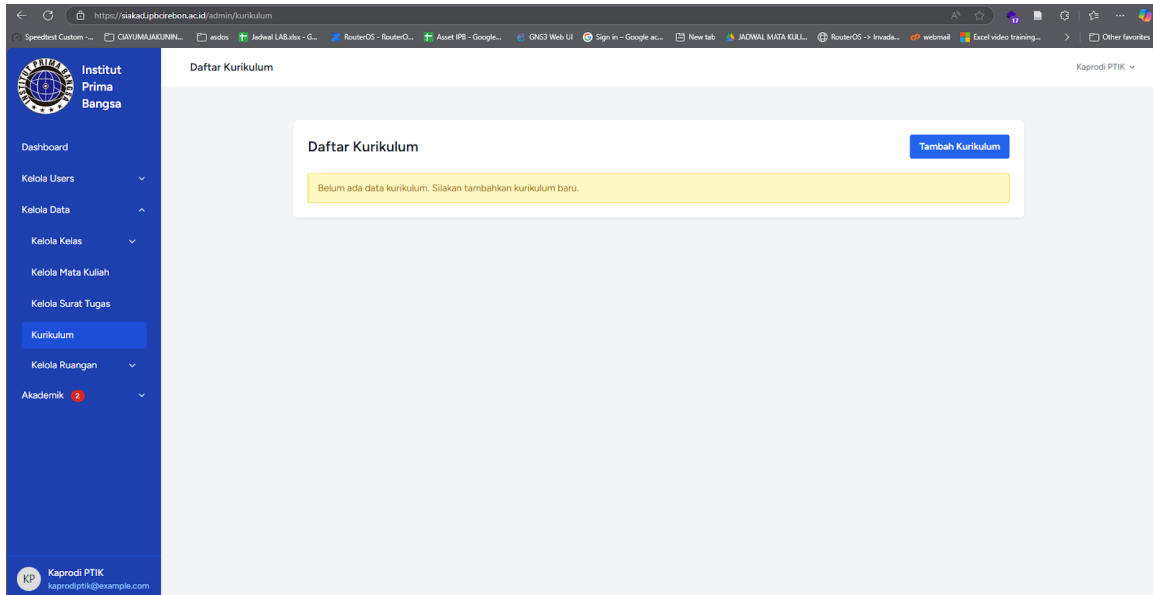 https://siakad.ipbcirebon.ac.id/admin/kurikulum
17
Speedtest Custom -... CIAYUMAJAKUNIN... asdos Jadwal LAB.xlsx - G... RouterOS - RouterO... Asset IPB - Google... GNS3 Web UI Sign in – Google ac... New tab JADWAL MATA KULI... RouterOS -> Invada... webmail Excel video training... Other favorites
INSTITUT PRIMA BANGSA
Institut
Prima
Bangsa
Daftar Kurikulum
Kaprodi PTIK
Dashboard
Kelola Users
Kelola Data
Kelola Kelas
Kelola Mata Kuliah
Kelola Surat Tugas
Kurikulum
Kelola Ruangan
Akademik 2
Daftar Kurikulum
Tambah Kurikulum
Belum ada data kurikulum. Silakan tambahkan kurikulum baru.
KP
Kaprodi PTIK
kaprodiptik@example.com